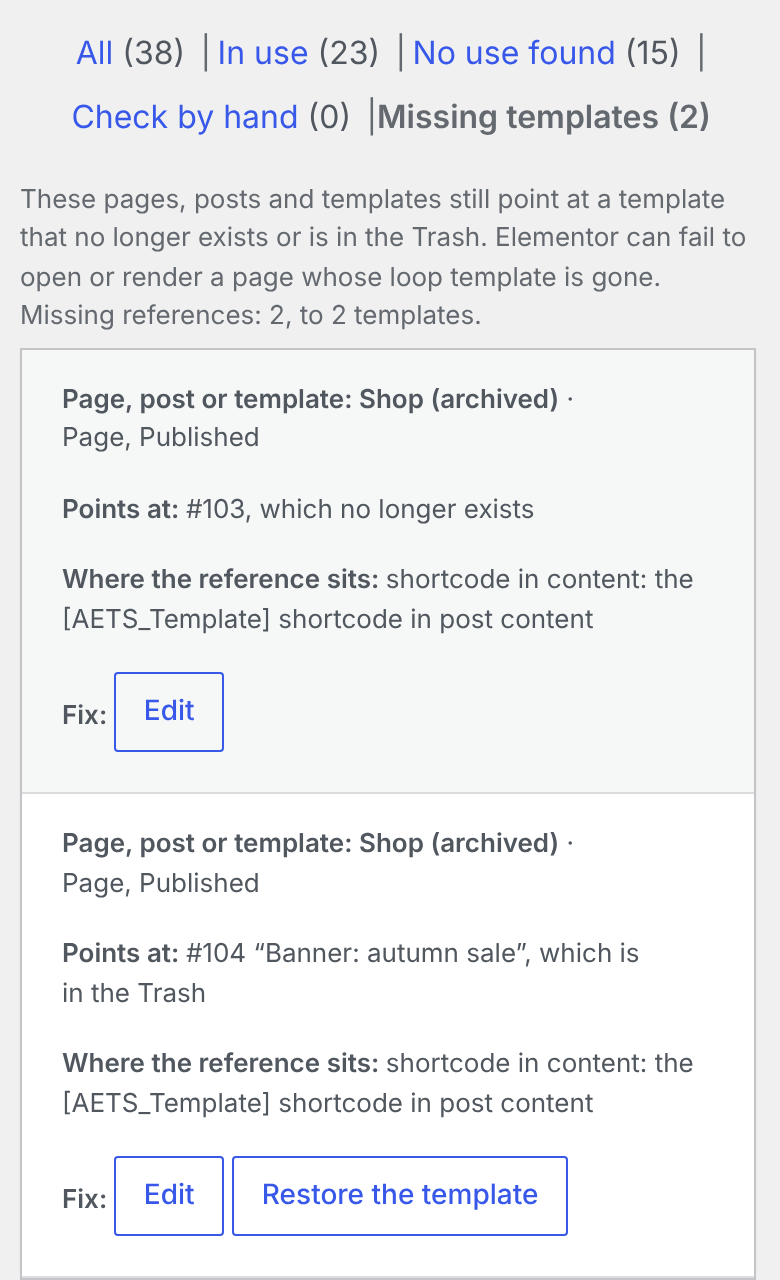 All (38) | In use (23) | No use found (15) |
Check by hand (0) | Missing templates (2)
These pages, posts and templates still point at a template
that no longer exists or is in the Trash. Elementor can fail to
open or render a page whose loop template is gone.
Missing references: 2, to 2 templates.
Page, post or template: Shop (archived) ·
Page, Published
Points at: #103, which no longer exists
Where the reference sits: shortcode in content: the
[AETS_Template] shortcode in post content
Fix: Edit
Page, post or template: Shop (archived) ·
Page, Published
Points at: #104 “Banner: autumn sale”, which is
in the Trash
Where the reference sits: shortcode in content: the
[AETS_Template] shortcode in post content
Fix: Edit Restore the template